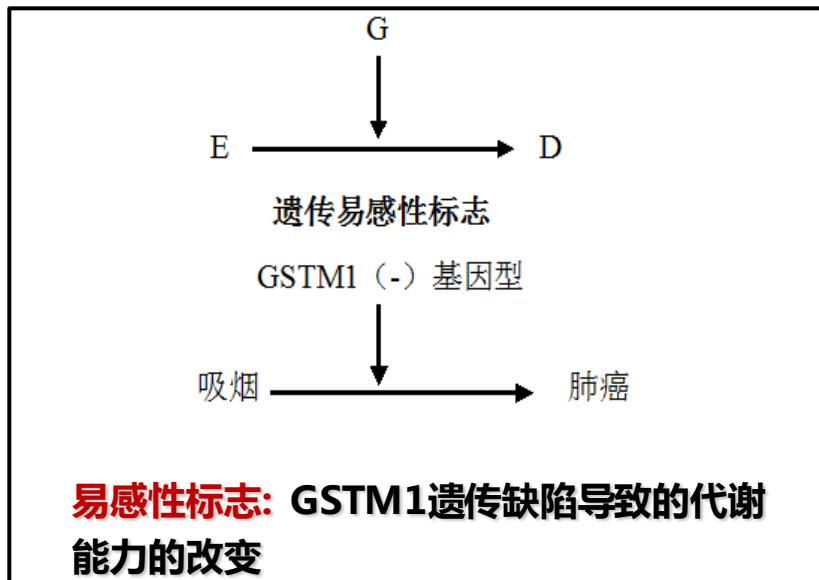 G
E D
遗传易感性标志
GSTM1（-）基因型
吸烟 肺癌
易感性标志: GSTM1遗传缺陷导致的代谢
能力的改变